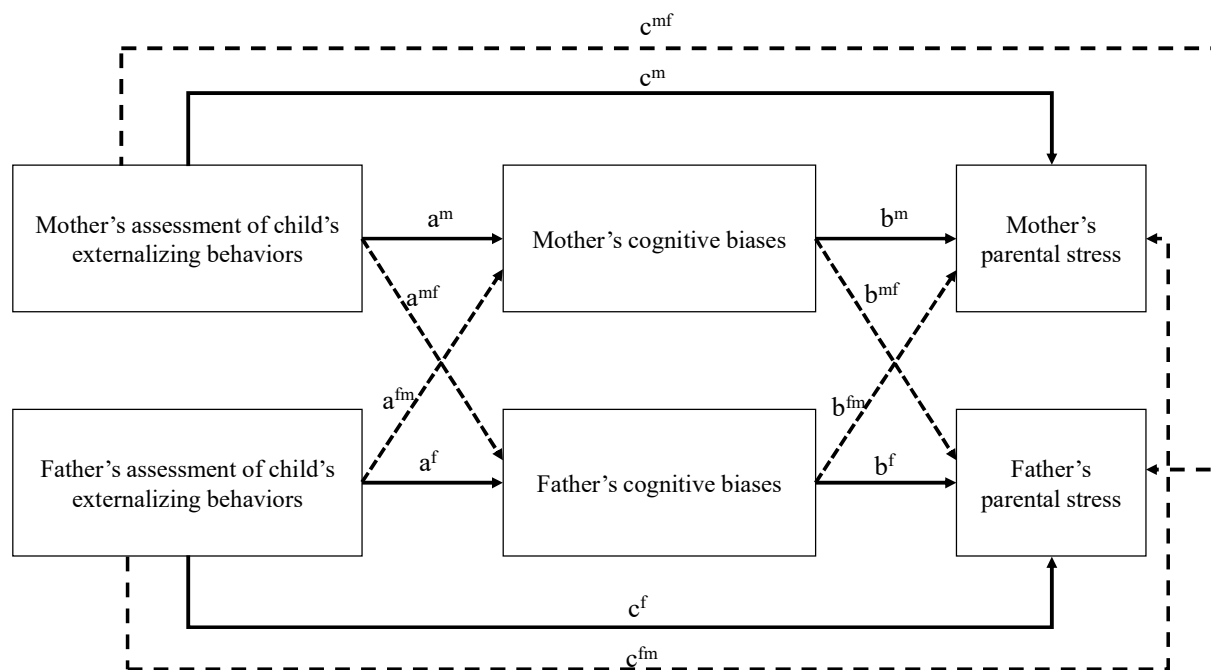 c^mf
c^m
Mother’s assessment of child’s
externalizing behaviors
a^m
Mother’s cognitive biases
b^m
Mother’s
parental stress
a^mf
b^mf
a^fm
b^fm
Father’s assessment of child’s
externalizing behaviors
a^f
Father’s cognitive biases
b^f
Father’s
parental stress
c^f
c^fm